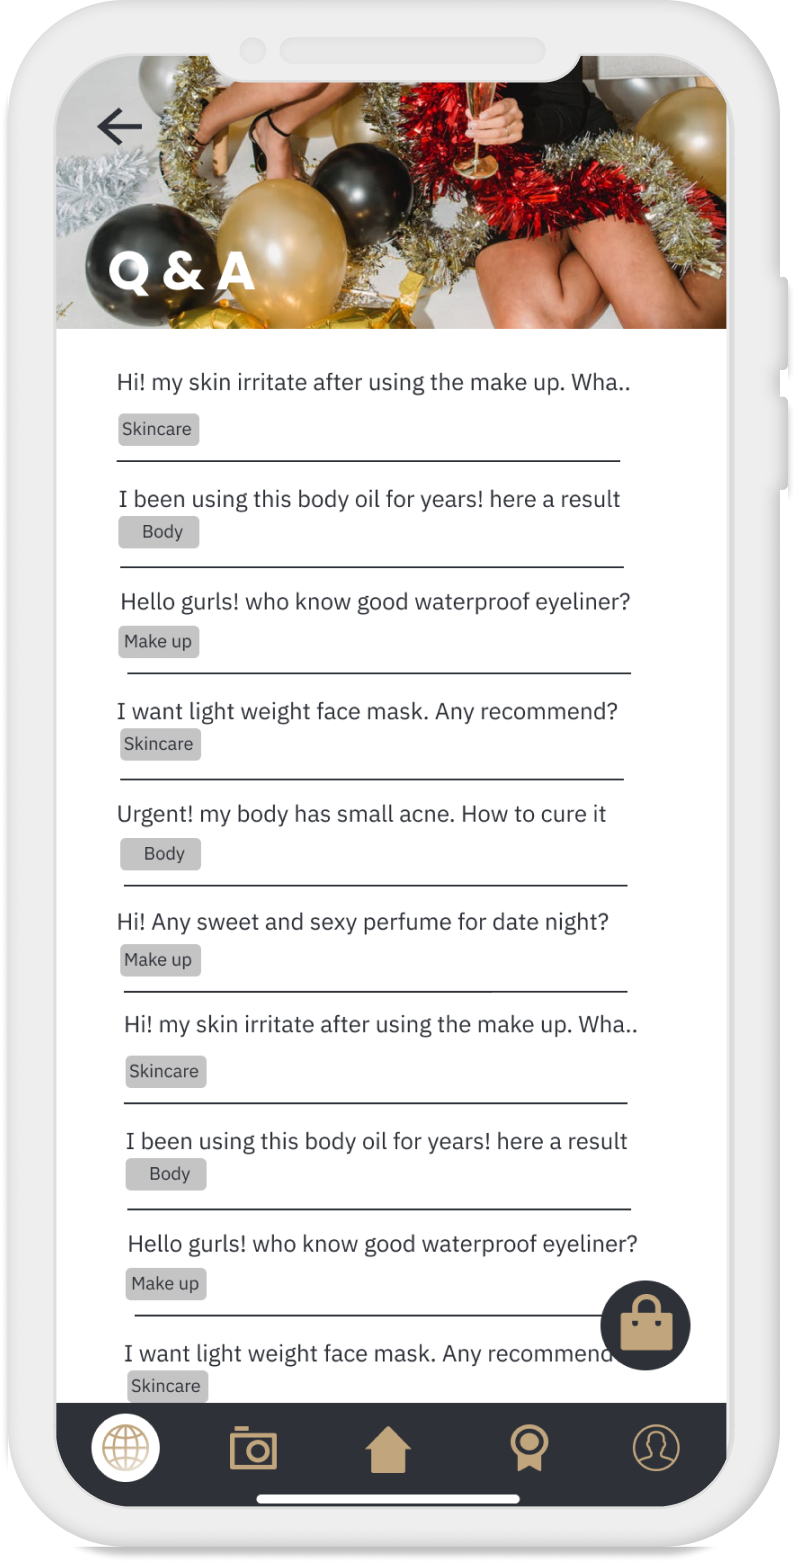 Q & A
Hi! my skin irritate after using the make up. Wha..
Skincare
I been using this body oil for years! here a result
Body
Hello gurls! who know good waterproof eyeliner?
Make up
I want light weight face mask. Any recommend?
Skincare
Urgent! my body has small acne. How to cure it
Body
Hi! Any sweet and sexy perfume for date night?
Make up
Hi! my skin irritate after using the make up. Wha..
Skincare
I been using this body oil for years! here a result
Body
Hello gurls! who know good waterproof eyeliner?
Make up
I want light weight face mask. Any recommend
Skincare